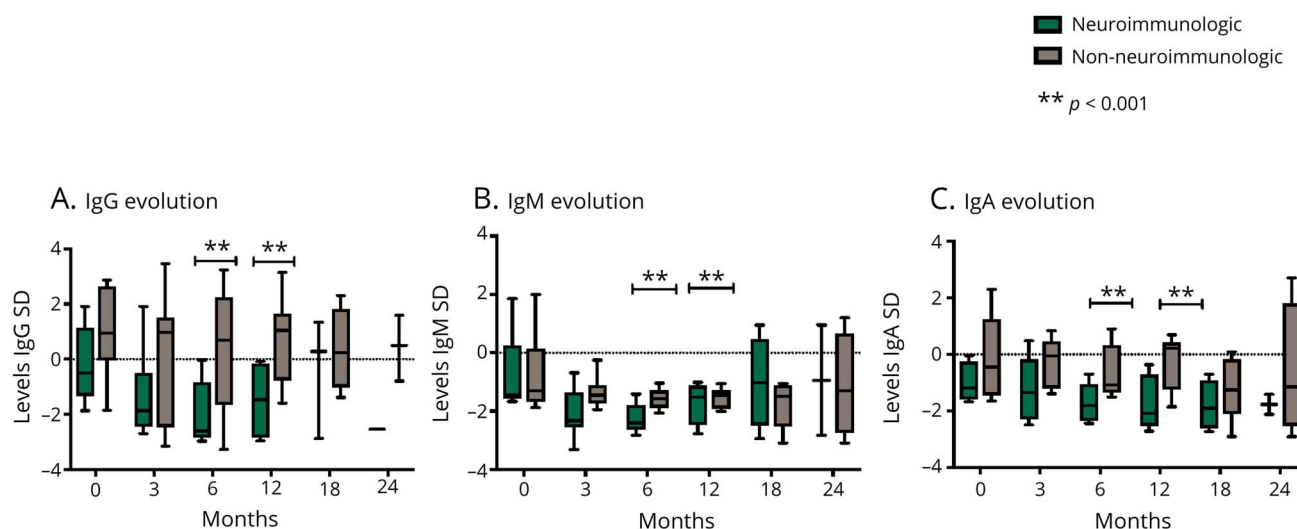 Neuroimmunologic
Non-neuroimmunologic
** p < 0.001
A. IgG evolution
Levels IgG SD
4
2
0
−2
−4
** **
0 3 6 12 18 24
Months
B. IgM evolution
Levels IgM SD
4
2
0
−2
−4
** **
0 3 6 12 18 24
Months
C. IgA evolution
Levels IgA SD
4
2
0
−2
−4
** **
0 3 6 12 18 24
Months